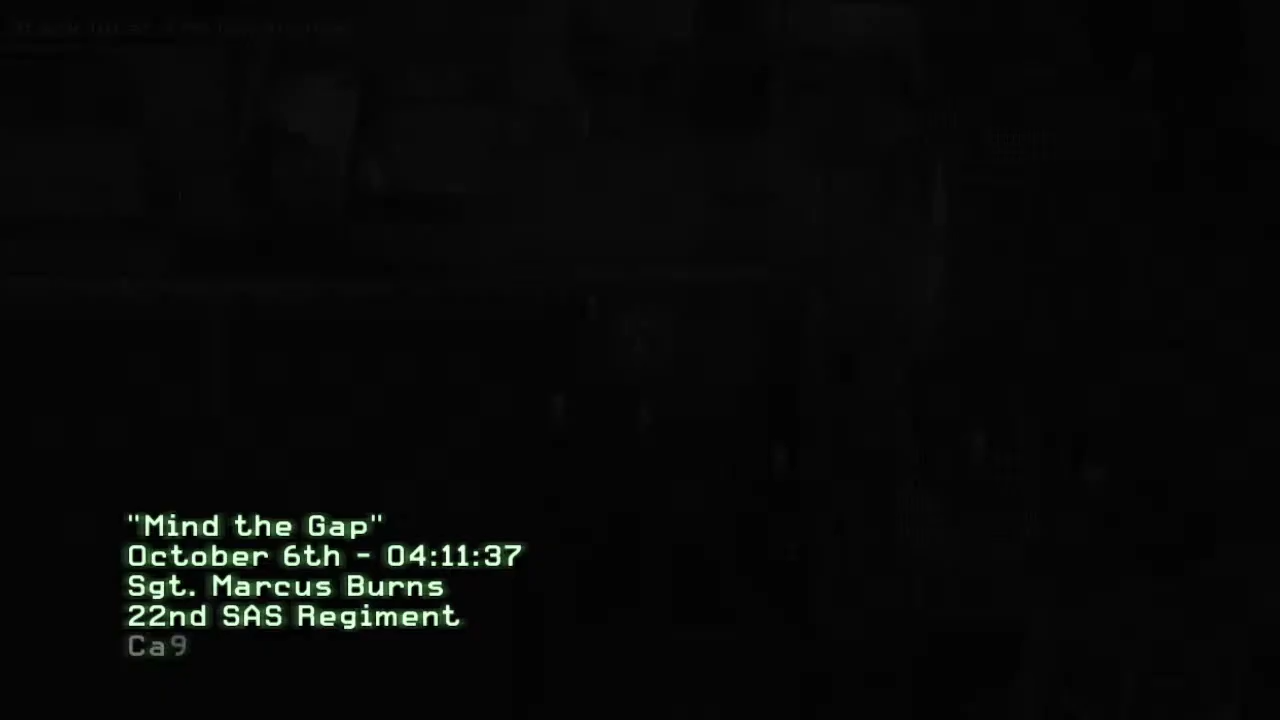 "Mind the Gap"
October 6th - 04:11:37
Sgt. Marcus Burns
22nd SAS Regiment
Ca9